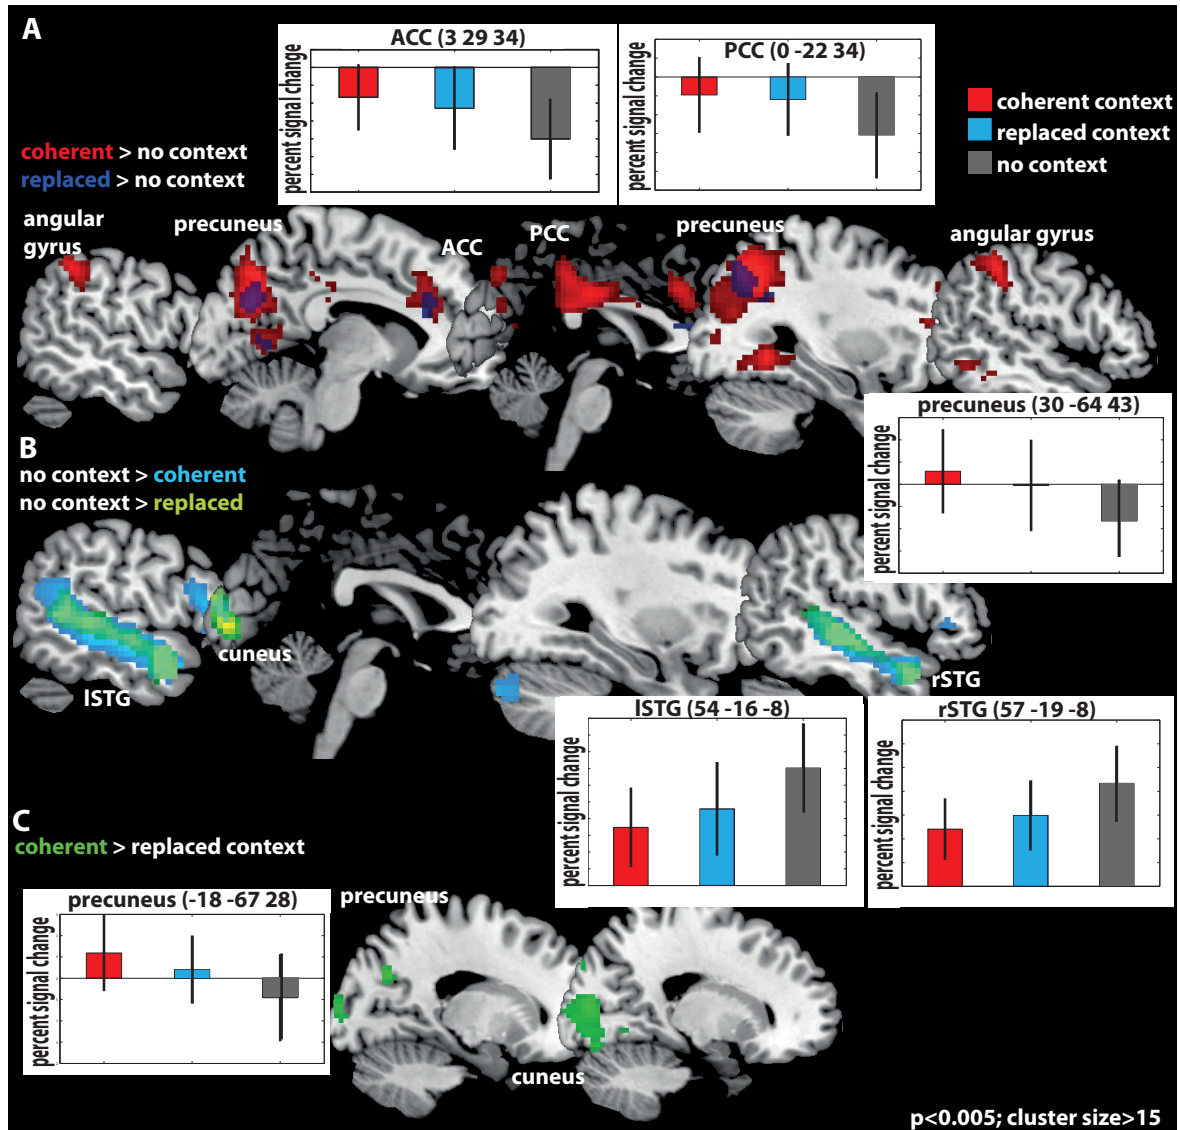 A
ACC (3 29 34)
percent signal change
PCC (0 -22 34)
percent signal change
coherent context
replaced context
no context
coherent > no context
replaced > no context
angular
gyrus
precuneus
ACC
PCC
precuneus
angular gyrus
precuneus (30 -64 43)
percent signal change
B
no context > coherent
no context > replaced
lSTG
cuneus
rSTG
lSTG (54 -16 -8)
percent signal change
rSTG (57 -19 -8)
percent signal change
C
coherent > replaced context
precuneus (-18 -67 28)
percent signal change
precuneus
cuneus
p<0.005; cluster size>15